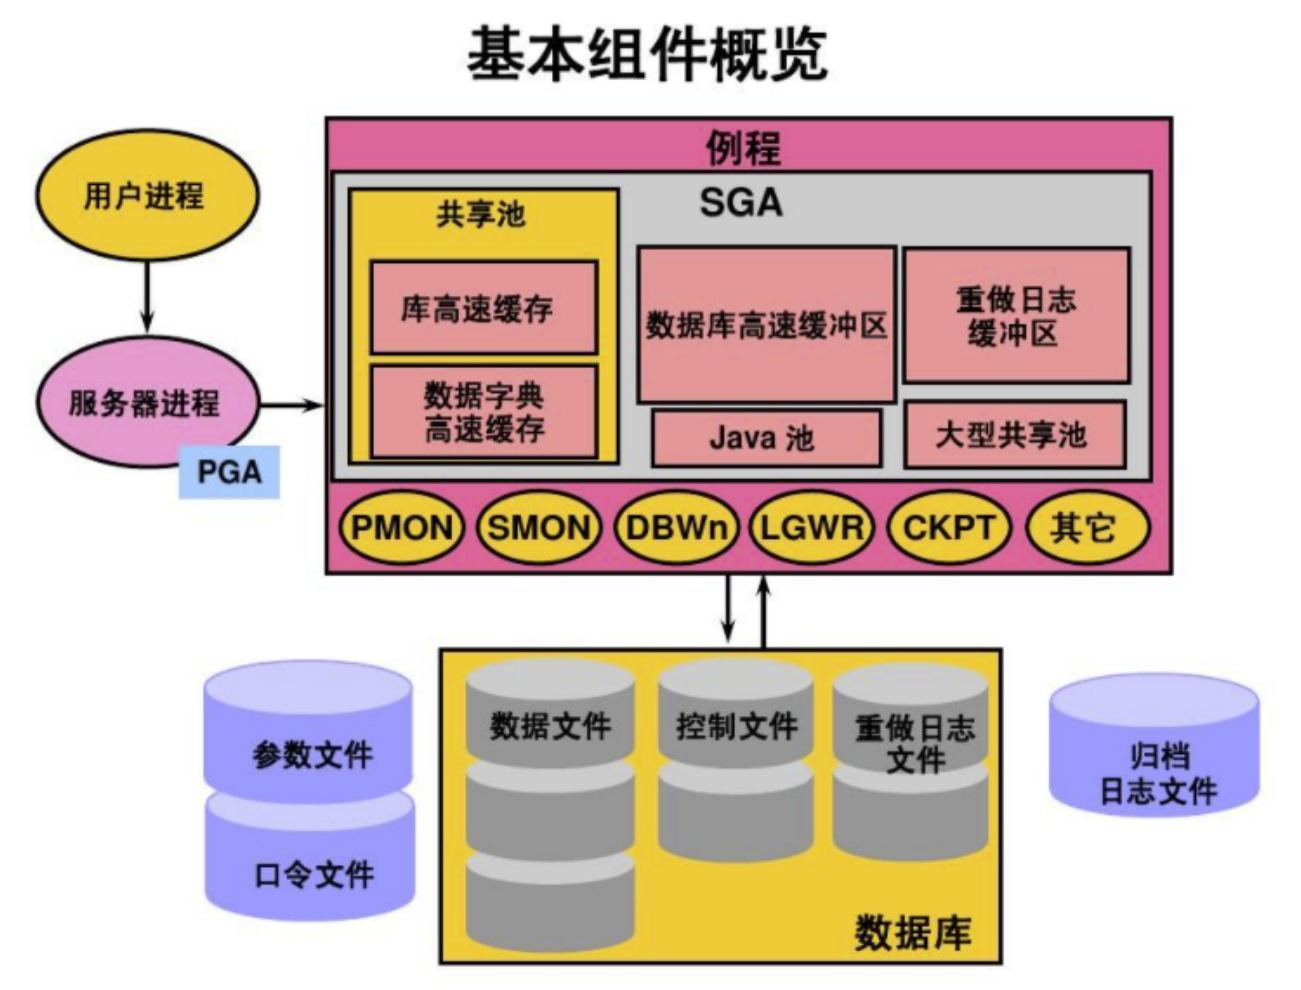 基本组件概览
例程
用户进程
SGA
共享池
库高速缓存
数据库高速缓冲区
重做日志
缓冲区
数据字典
高速缓存
服务器进程
PGA
Java 池
大型共享池
PMON
SMON
DBWn
LGWR
CKPT
其它
参数文件
口令文件
数据文件
控制文件
重做日志
文件
数据库
归档
日志文件